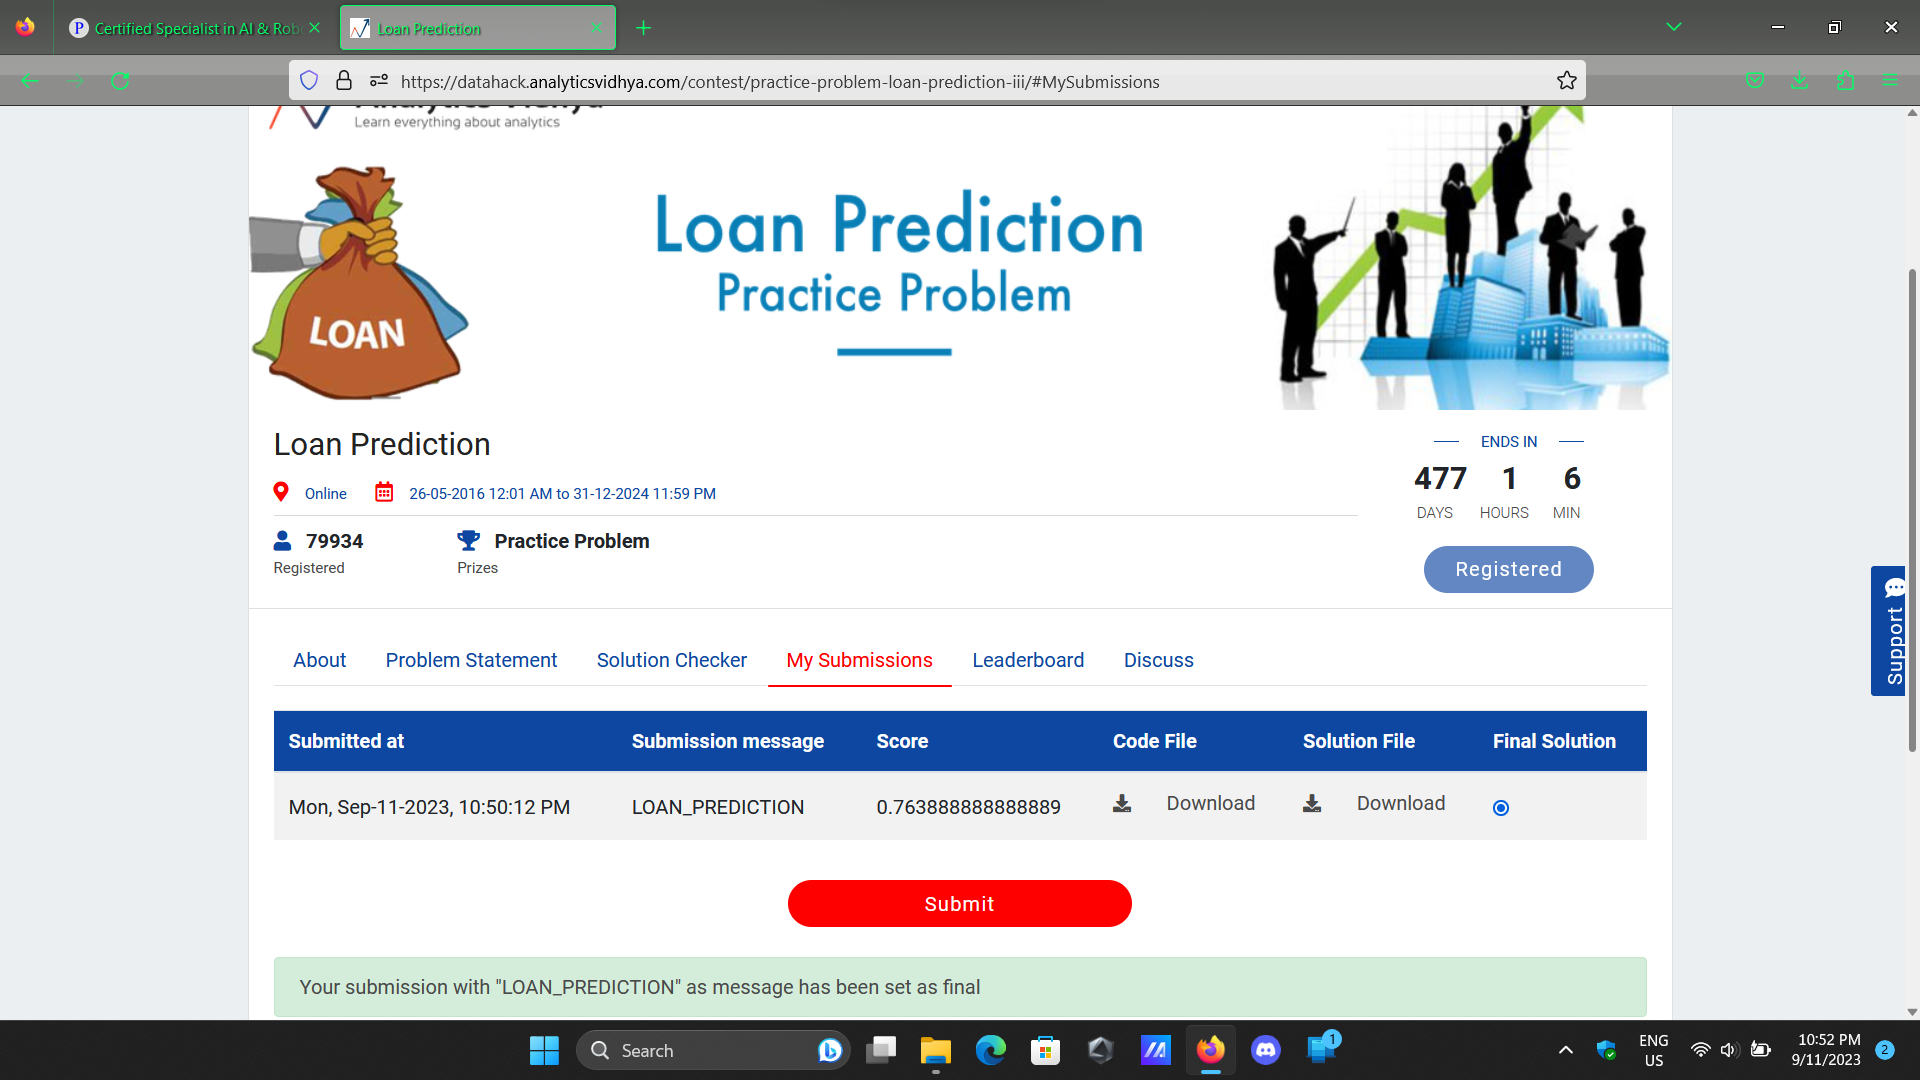 Certified Specialist in AI & Rob
Loan Prediction
https://datahack.analyticsvidhya.com/contest/practice-problem-loan-prediction-iii/#MySubmissions
Learn everything about analytics
LOAN
Loan Prediction
Practice Problem
Loan Prediction
ENDS IN
477 1 6
DAYS HOURS MIN
Online 26-05-2016 12:01 AM to 31-12-2024 11:59 PM
79934 Practice Problem
Registered Prizes
Registered
Support
About Problem Statement Solution Checker My Submissions Leaderboard Discuss
Submitted at Submission message Score Code File Solution File Final Solution
Mon, Sep-11-2023, 10:50:12 PM LOAN_PREDICTION 0.763888888888889 Download Download
Submit
Your submission with "LOAN_PREDICTION" as message has been set as final
Search
1
ENG
US
10:52 PM
9/11/2023
2